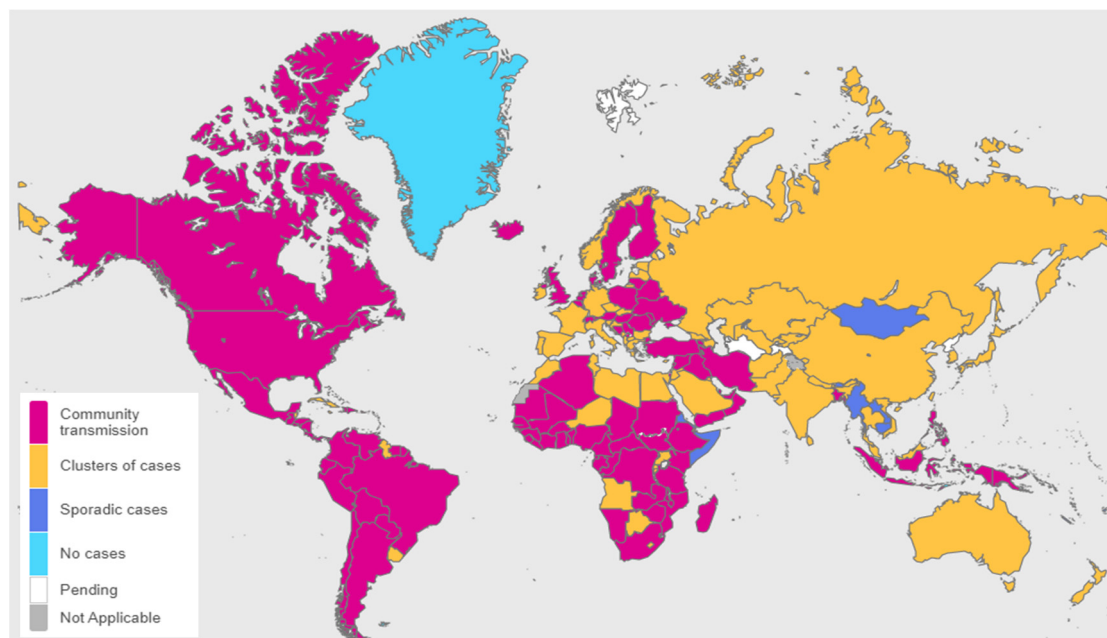 Community
transmission
Clusters of cases
Sporadic cases
No cases
Pending
Not Applicable